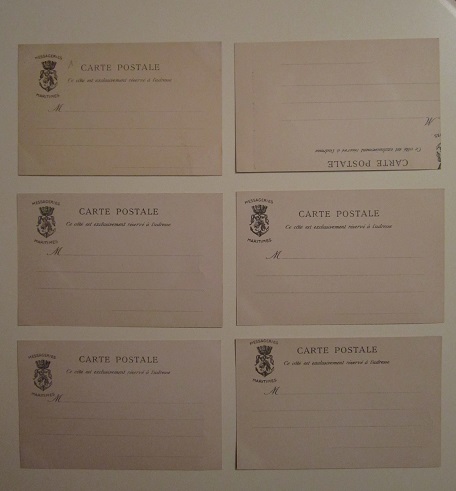 MESSAGERIES
MARITIMES
CARTE POSTALE
Ce côté est exclusivement réservé à l'adresse
M
CARTE POSTALE
Ce côté est exclusivement réservé à l'adresse
M
MESSAGERIES
MARITIMES
CARTE POSTALE
Ce côté est exclusivement réservé à l'adresse
M
MESSAGERIES
MARITIMES
CARTE POSTALE
Ce côté est exclusivement réservé à l'adresse
M
MESSAGERIES
MARITIMES
CARTE POSTALE
Ce côté est exclusivement réservé à l'adresse
M
MESSAGERIES
MARITIMES
CARTE POSTALE
Ce côté est exclusivement réservé à l'adresse
M